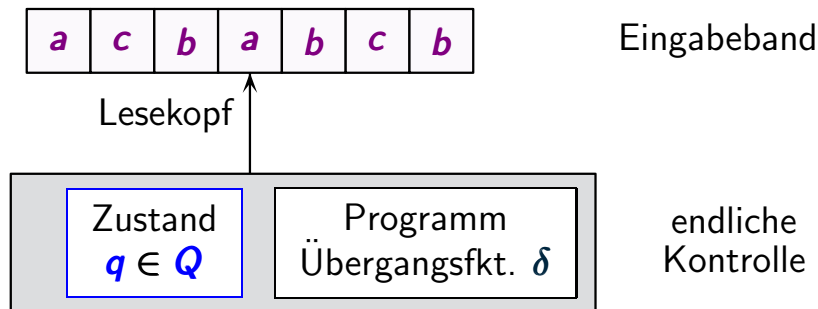 a c b a b c b Eingabeband
Lesekopf
Zustand
q ∈ Q
Programm
Übergangsfkt. δ
endliche
Kontrolle